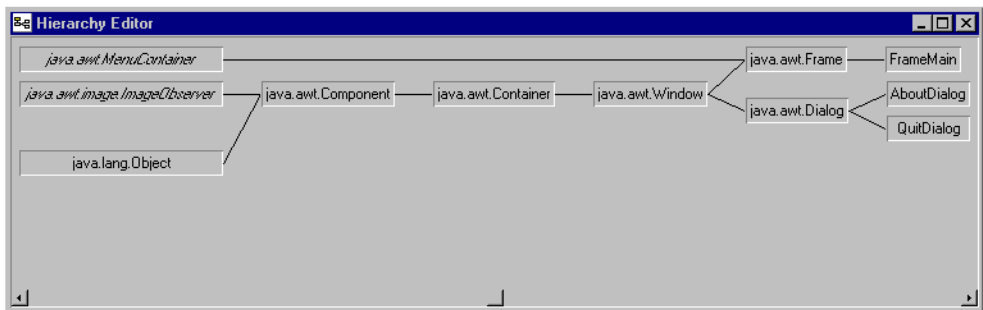 Hierarchy Editor
java.awt.MenuContainer
java.awt.Frame
FrameMain
java.awt.image.ImageObserver
java.awt.Component
java.awt.Container
java.awt.Window
AboutDialog
java.awt.Dialog
QuitDialog
java.lang.Object